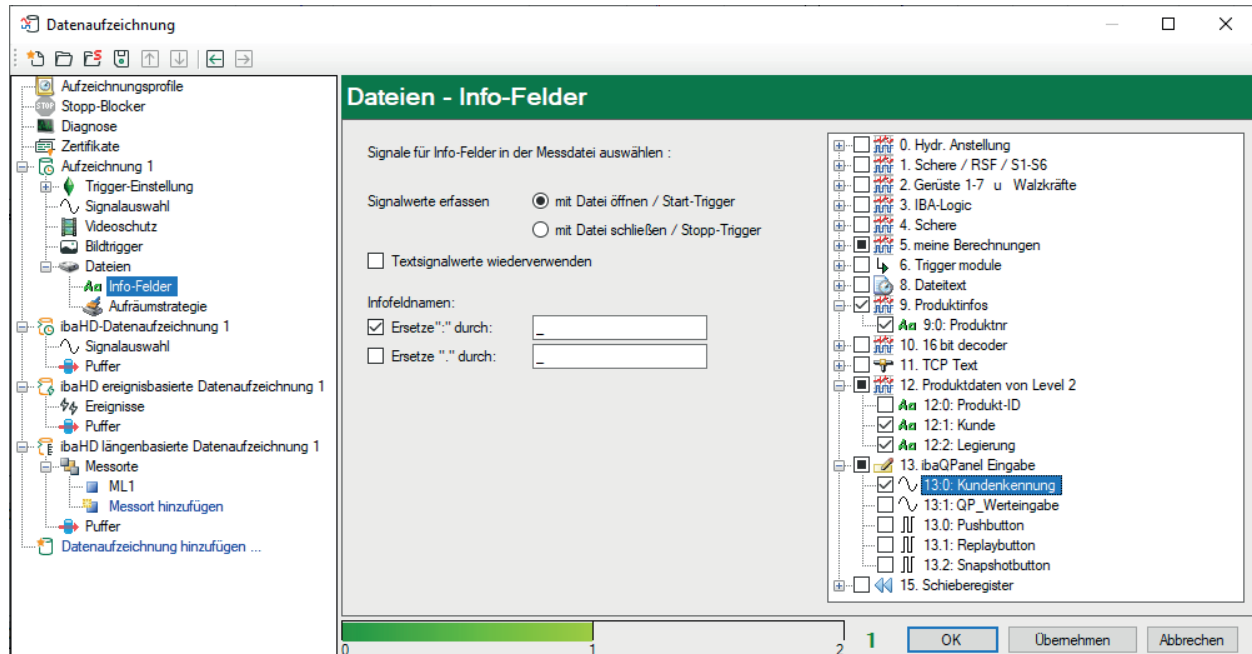 Datenaufzeichnung
Aufzeichnungsprofile
STOP Stopp-Blocker
Diagnose
Zertifikate
Aufzeichnung 1
Trigger-Einstellung
Signalauswahl
Videoschutz
Bildtrigger
Dateien
Aa Info-Felder
Aufräumstrategie
ibaHD-Datenaufzeichnung 1
Signalauswahl
Puffer
ibaHD ereignisbasierte Datenaufzeichnung 1
Ereignisse
Puffer
ibaHD längenbasierte Datenaufzeichnung 1
Messorte
ML1
Messort hinzufügen
Puffer
Datenaufzeichnung hinzufügen ...
Dateien - Info-Felder
Signale für Info-Felder in der Messdatei auswählen :
Signalwerte erfassen mit Datei öffnen / Start-Trigger
mit Datei schließen / Stopp-Trigger
Textsignalwerte wiederverwenden
Infofeldnamen:
Ersetze":" durch: _
Ersetze "." durch: _
0. Hydr. Anstellung
1. Schere / RSF / S1-S6
2. Gerüste 1-7 u Walzkräfte
3. IBA-Logic
4. Schere
5. meine Berechnungen
6. Trigger module
8. Dateitext
9. Produktinfos
Aa 9:0: Produktnr
10. 16 bit decoder
11. TCP Text
12. Produktdaten von Level 2
Aa 12:0: Produkt-ID
Aa 12:1: Kunde
Aa 12:2: Legierung
13. ibaQPanel Eingabe
13:0: Kundenkennung
13:1: QP_Werteingabe
13.0: Pushbutton
13.1: Replaybutton
13.2: Snapshotbutton
15. Schieberegister
0 1 2 1 OK Übernehmen Abbrechen